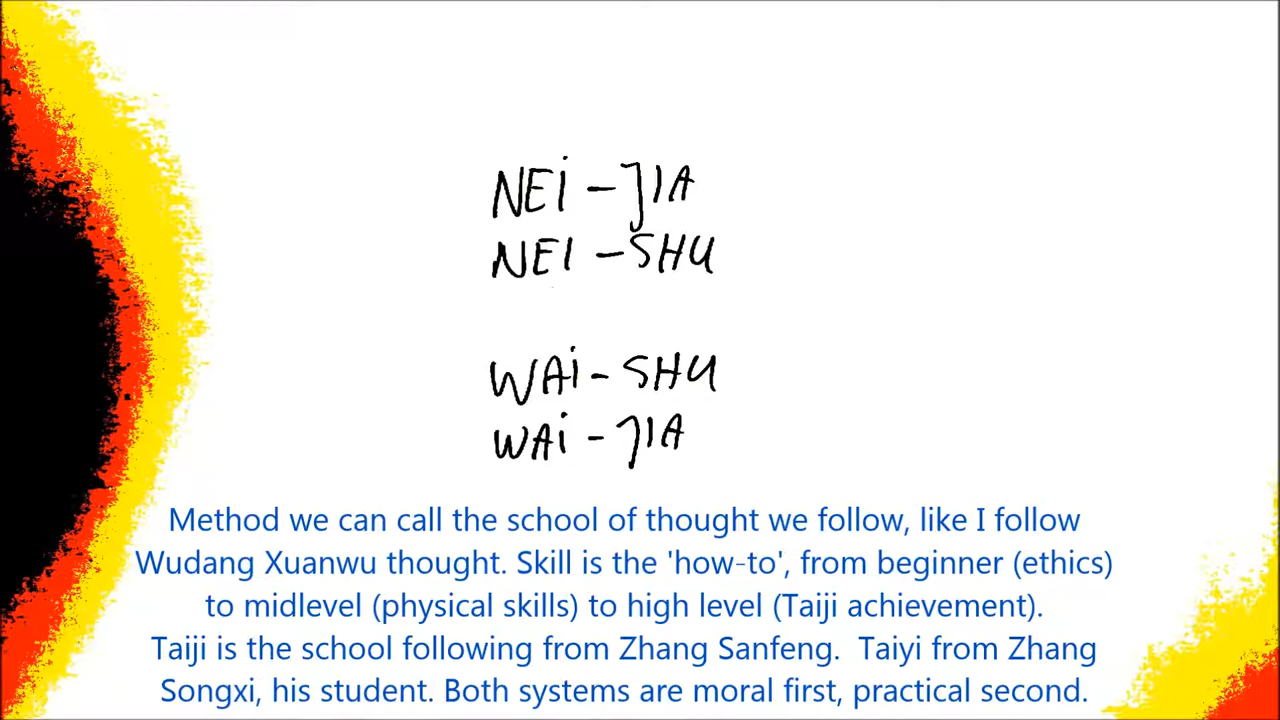 NEi - JIA
NEI - SHU
WAi - SHU
WAi - JIA
Method we can call the school of thought we follow, like I follow
Wudang Xuanwu thought. Skill is the 'how-to', from beginner (ethics)
to midlevel (physical skills) to high level (Taiji achievement).
Taiji is the school following from Zhang Sanfeng.  Taiyi from Zhang
Songxi, his student. Both systems are moral first, practical second.